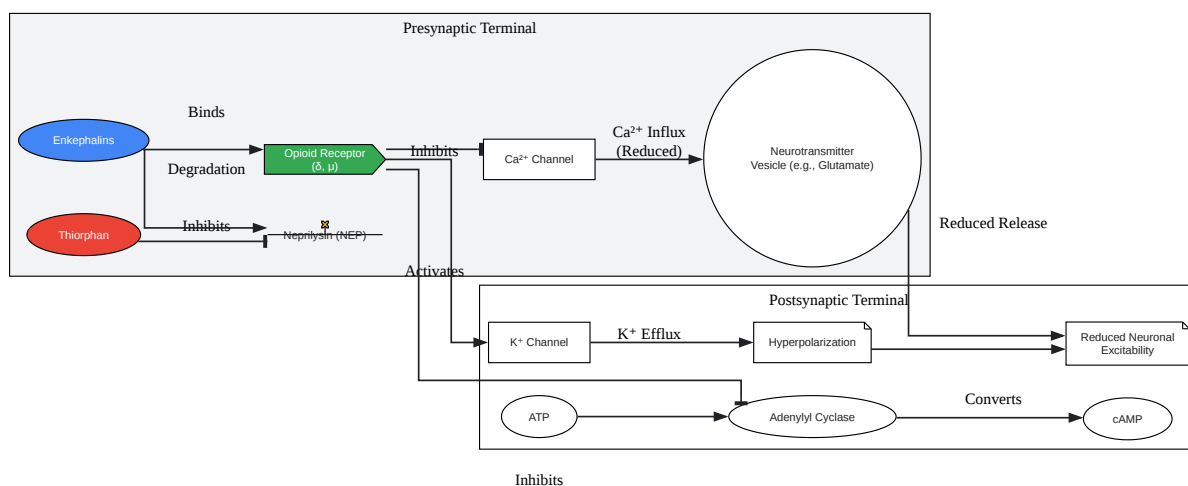 Presynaptic Terminal
Binds
Enkephalins
Opioid Receptor
(δ, μ)
Inhibits
Ca²⁺ Channel
Ca²⁺ Influx
(Reduced)
Neurotransmitter
Vesicle (e.g., Glutamate)
Degradation
Thiorphan
Inhibits
Neprilysin (NEP)
Reduced Release
Activates
Postsynaptic Terminal
K⁺ Channel
K⁺ Efflux
Hyperpolarization
Reduced Neuronal
Excitability
ATP
Adenylyl Cyclase
Converts
cAMP
Inhibits